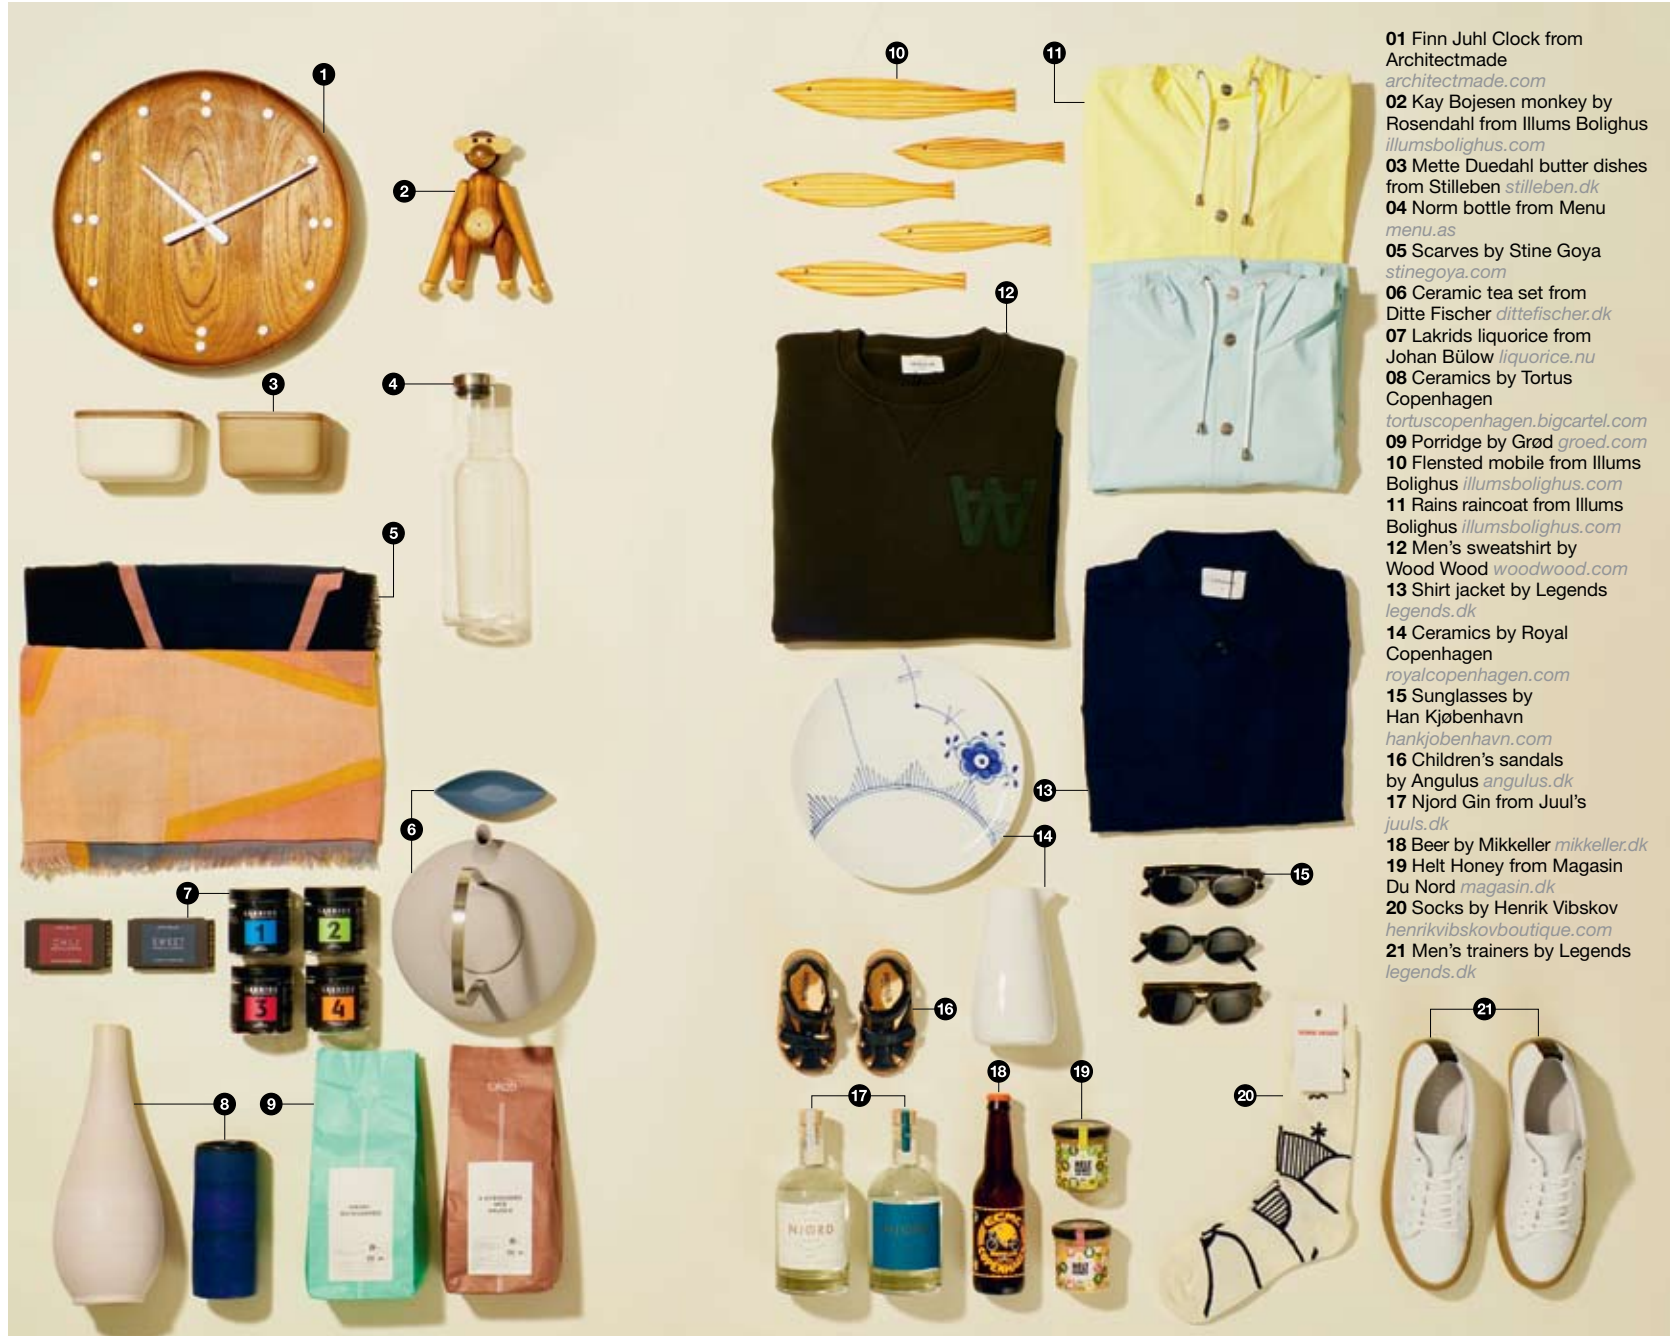 1
2
3
4
5
6
7
CHILI
SWEET
LAKRIDS
1
2
3
4
8
9
10
11
12
W
13
14
15
16
17
NJORD
NJORD
18
19
HELT
HELT
20
21
01 Finn Juhl Clock from
Architectmade
architectmade.com
02 Kay Bojesen monkey by
Rosendahl from Illums Bolighus
illumsbolighus.com
03 Mette Duedahl butter dishes
from Stilleben stilleben.dk
04 Norm bottle from Menu
menu.as
05 Scarves by Stine Goya
stinegoya.com
06 Ceramic tea set from
Ditte Fischer dittefischer.dk
07 Lakrids liquorice from
Johan Bülow liquorice.nu
08 Ceramics by Tortus
Copenhagen
tortuscopenhagen.bigcartel.com
09 Porridge by Grød groed.com
10 Flensted mobile from Illums
Bolighus illumsbolighus.com
11 Rains raincoat from Illums
Bolighus illumsbolighus.com
12 Men’s sweatshirt by
Wood Wood woodwood.com
13 Shirt jacket by Legends
legends.dk
14 Ceramics by Royal
Copenhagen
royalcopenhagen.com
15 Sunglasses by
Han Kjøbenhavn
hankjobenhavn.com
16 Children’s sandals
by Angulus angulus.dk
17 Njord Gin from Juul’s
juuls.dk
18 Beer by Mikkeller mikkeller.dk
19 Helt Honey from Magasin
Du Nord magasin.dk
20 Socks by Henrik Vibskov
henrikvibskovboutique.com
21 Men’s trainers by Legends
legends.dk